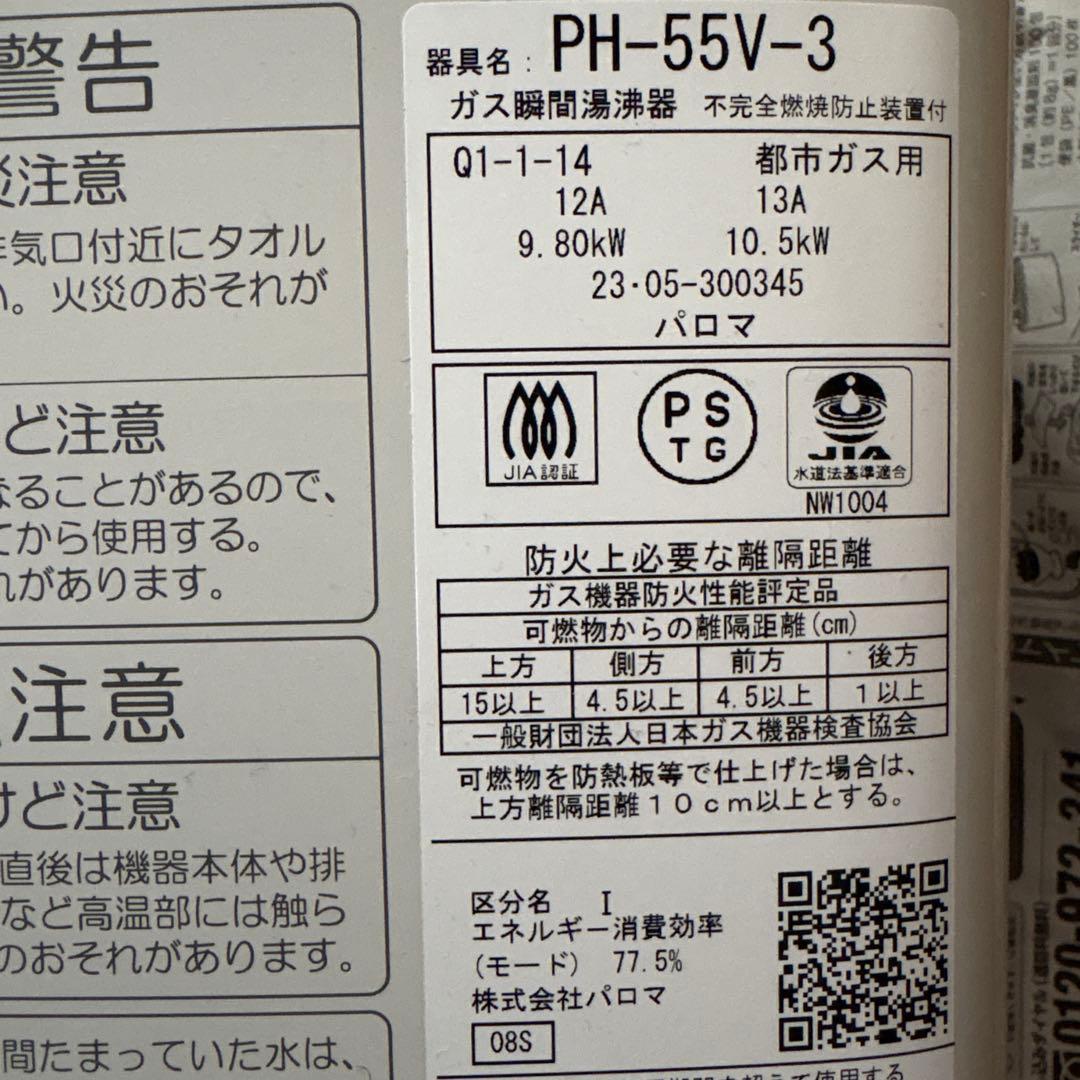 警告
災注意
排気口付近にタオル
い。火災のおそれが
ど注意
なることがあるので、
てから使用する。
れがあります。
注意
けど注意
直後は機器本体や排
など高温部には触ら
のおそれがあります。
間たまっていた水は、
器具名: PH-55V-3
ガス瞬間湯沸器 不完全燃焼防止装置付
Q1-1-14 都市ガス用
12A 13A
9.80kW 10.5kW
23・05-300345
パロマ
JIA認証
PS
TG
JIA
水道法基準適合
NW1004
防火上必要な離隔距離
ガス機器防火性能評定品
可燃物からの離隔距離(cm)
上方 側方 前方 後方
15以上 4.5以上 4.5以上 1以上
一般財団法人日本ガス機器検査協会
可燃物を防熱板等で仕上げた場合は、
上方離隔距離10cm以上とする。
区分名 I
エネルギー消費効率
(モード) 77.5%
株式会社パロマ
08S
0120-972-341